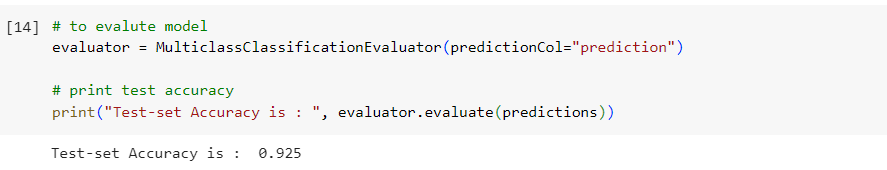 [14] # to evalute model
evaluator = MulticlassClassificationEvaluator(predictionCol="prediction")
# print test accuracy
print("Test-set Accuracy is : ", evaluator.evaluate(predictions))
Test-set Accuracy is :  0.925